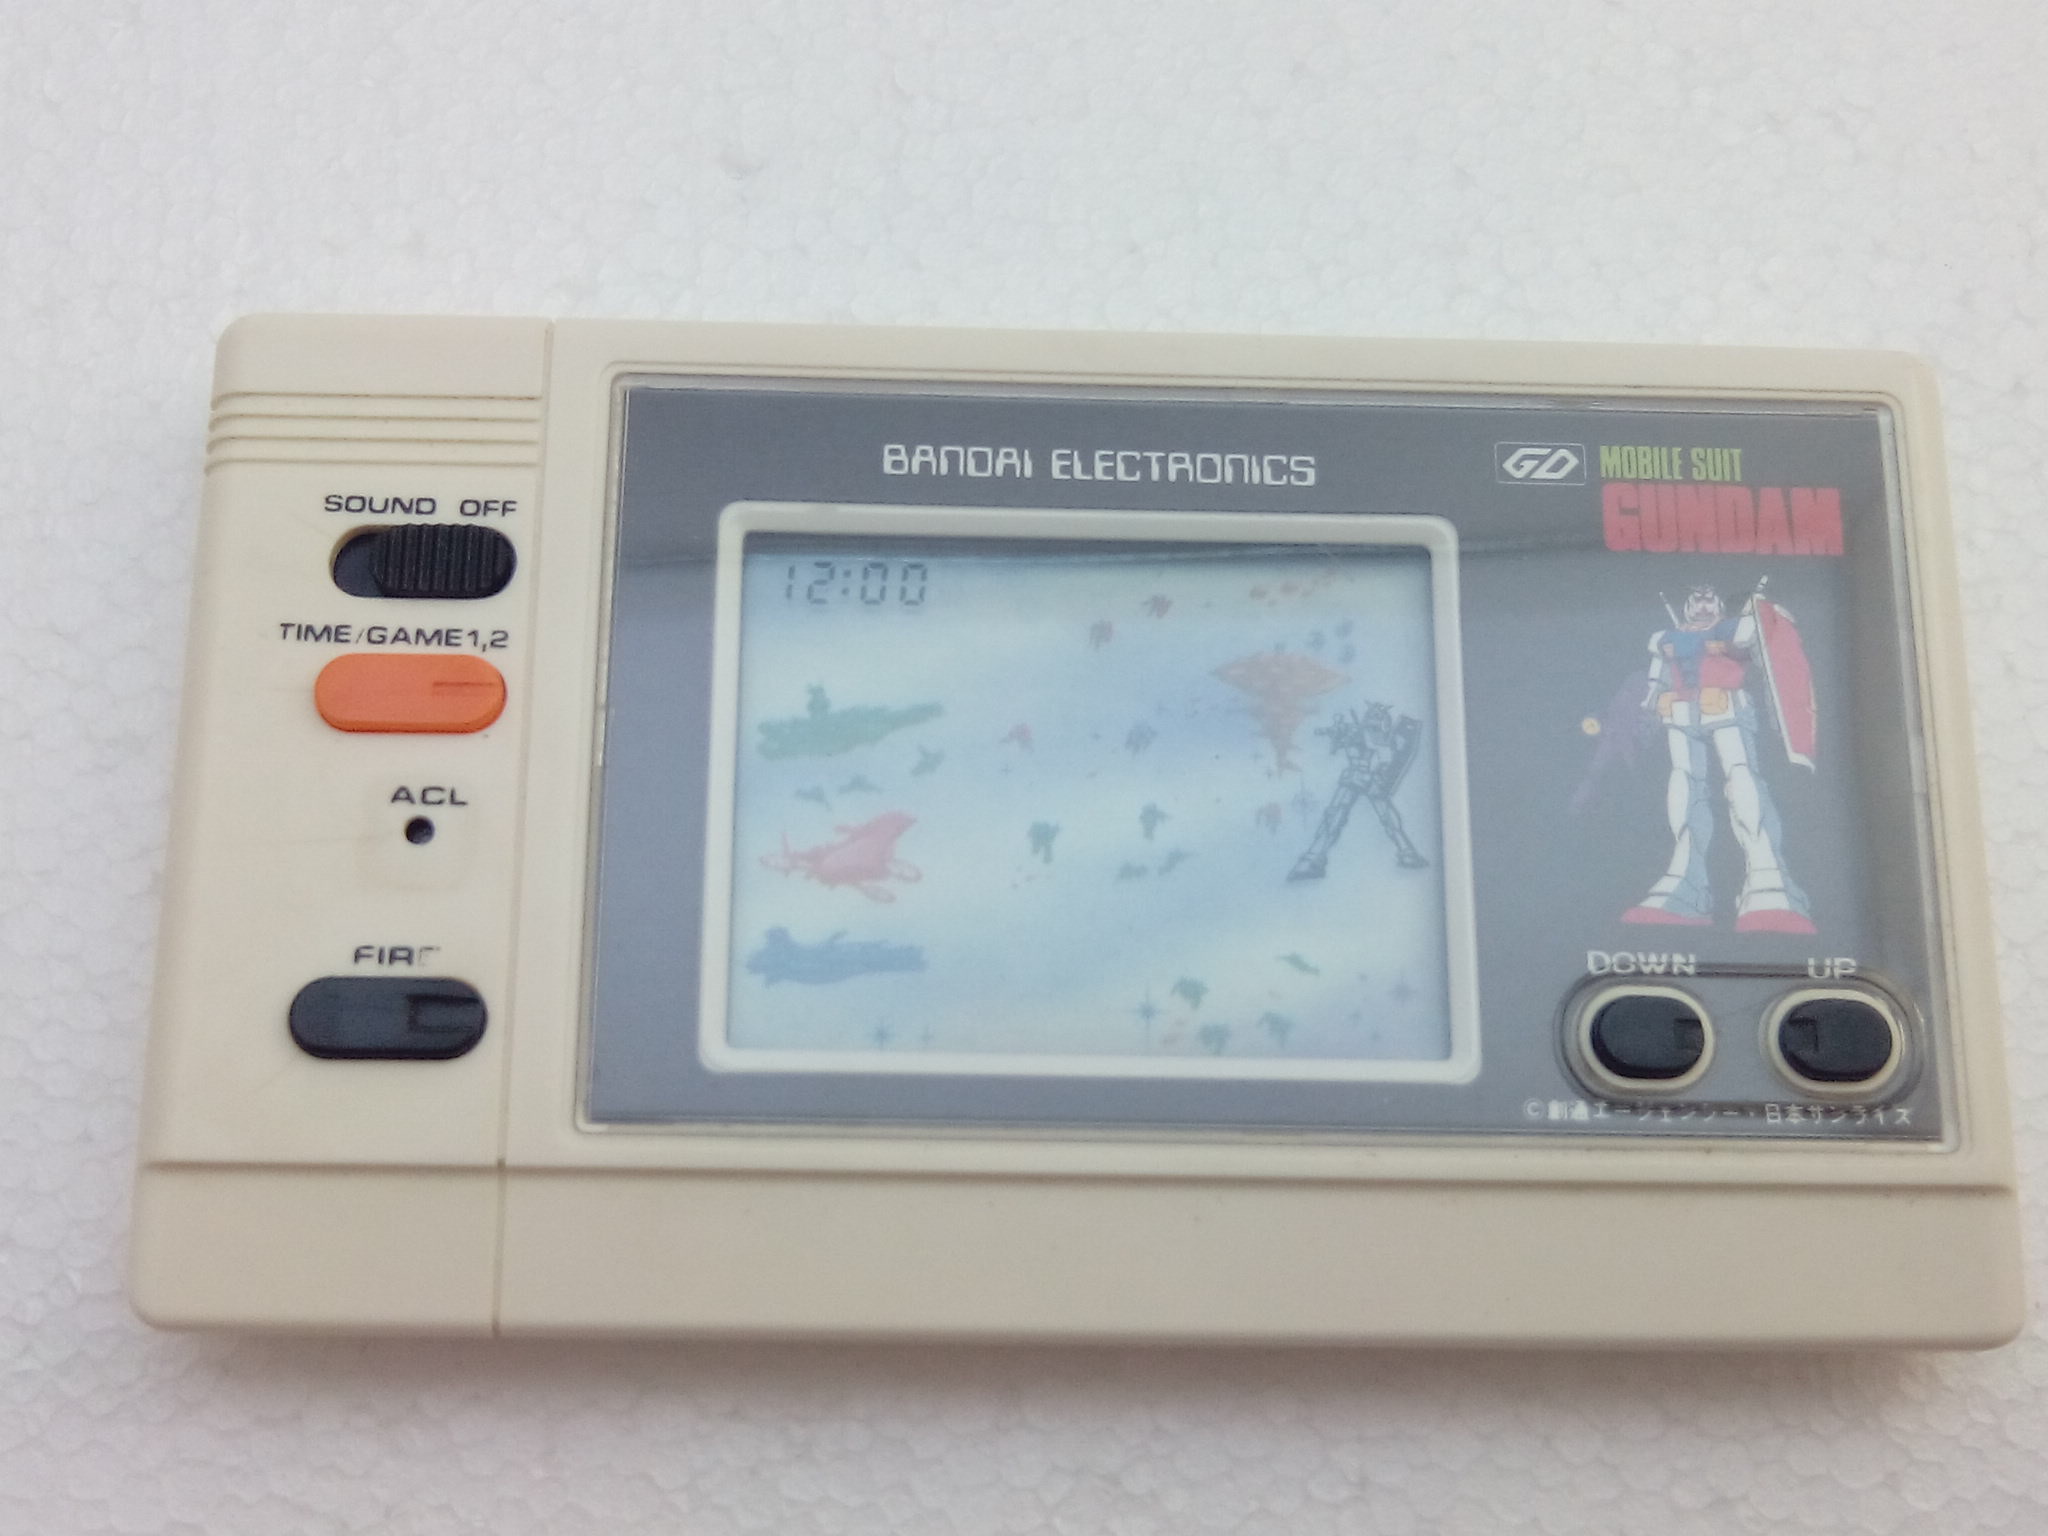 BANDAI ELECTRONICS
GD MOBILE SUIT
GUNDAM
SOUND OFF
12:00
TIME/GAME1,2
ACL
FIRE
DOWN UP
©創通エージェンシー・日本サンライズ